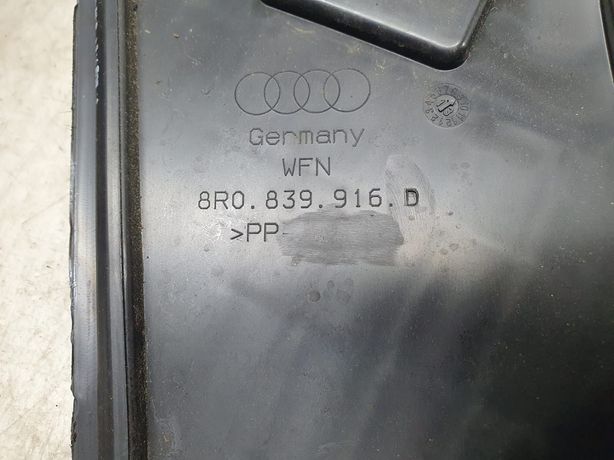 Germany
WFN
8R0.839.916.D
>PP-